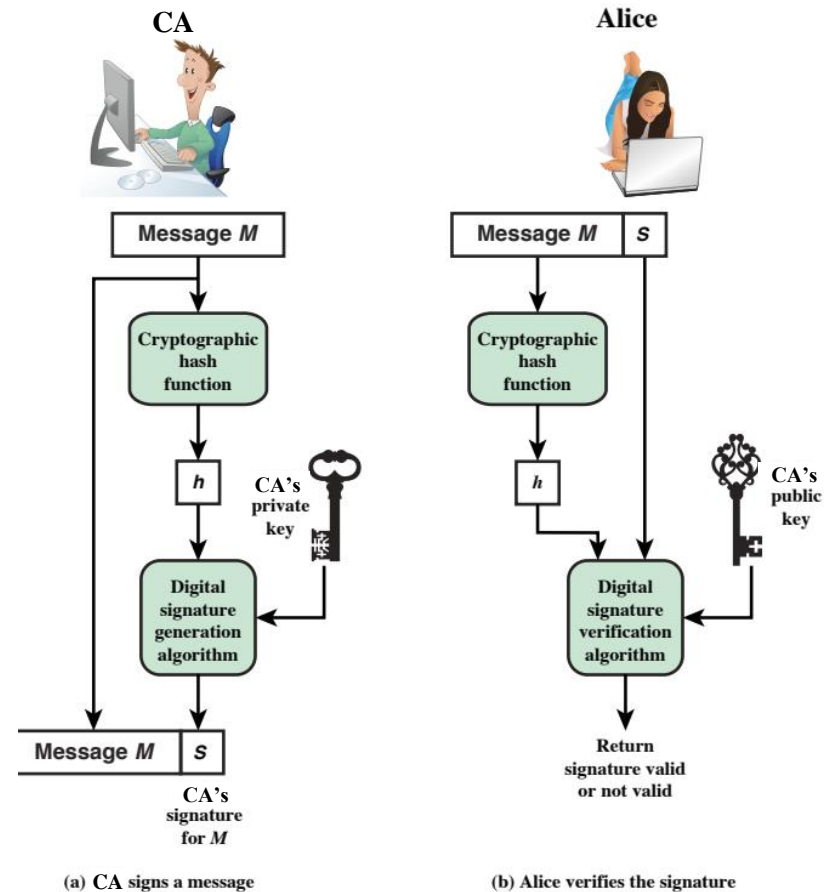 CA
Message M
Cryptographic
hash
function
h
CA's
private
key
Digital
signature
generation
algorithm
Message M
S
CA's
signature
for M
(a) CA signs a message
Alice
Message M
S
Cryptographic
hash
function
h
CA's
public
key
Digital
signature
verification
algorithm
Return
signature valid
or not valid
(b) Alice verifies the signature